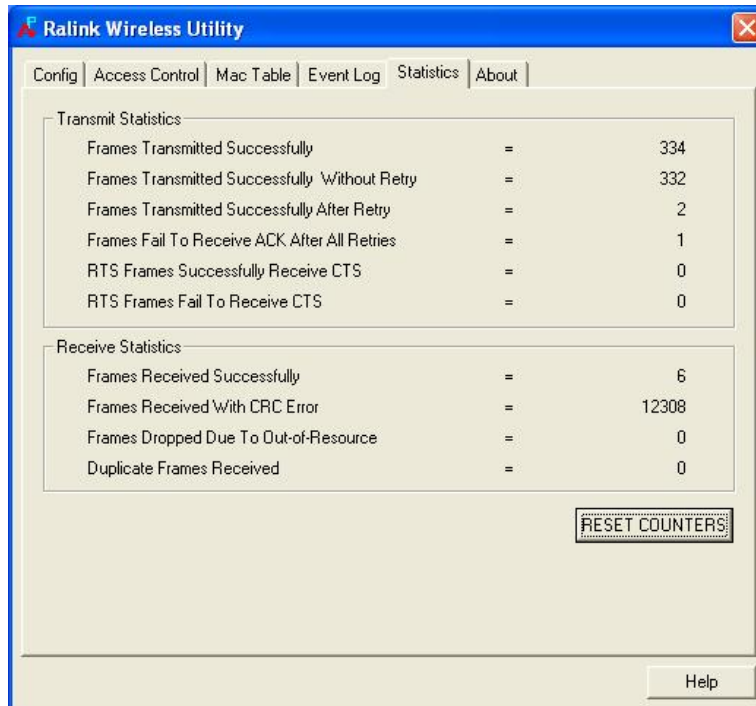 Ralink Wireless Utility
Config Access Control Mac Table Event Log Statistics About
Transmit Statistics
Frames Transmitted Successfully = 334
Frames Transmitted Successfully Without Retry = 332
Frames Transmitted Successfully After Retry = 2
Frames Fail To Receive ACK After All Retries = 1
RTS Frames Successfully Receive CTS = 0
RTS Frames Fail To Receive CTS = 0
Receive Statistics
Frames Received Successfully = 6
Frames Received With CRC Error = 12308
Frames Dropped Due To Out-of-Resource = 0
Duplicate Frames Received = 0
RESET COUNTERS
Help